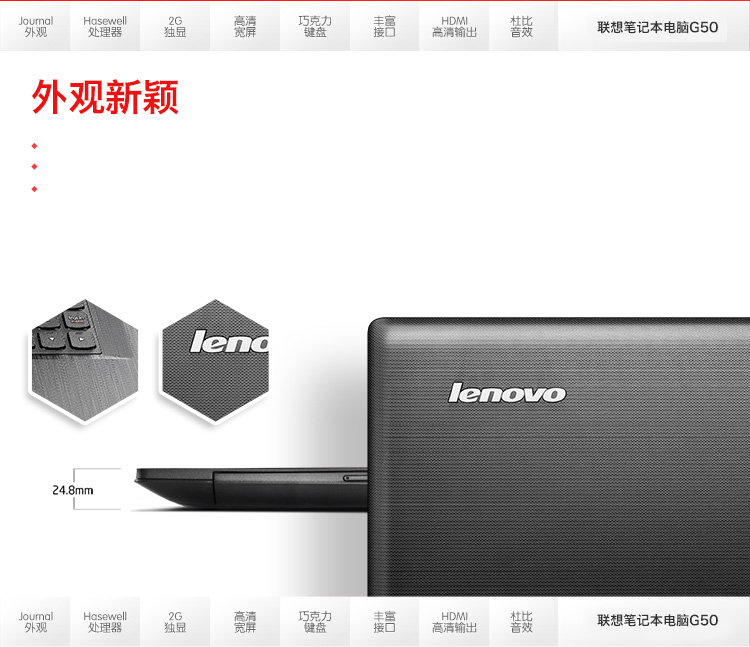 Journal
外观
Hasewell
处理器
2G
独显
高清
宽屏
巧克力
键盘
丰富
接口
HDMI
高清输出
杜比
音效
联想笔记本电脑G50
外观新颖
leno
lenovo
24.8mm
Journal
外观
Hasewell
处理器
2G
独显
高清
宽屏
巧克力
键盘
丰富
接口
HDMI
高清输出
杜比
音效
联想笔记本电脑G50